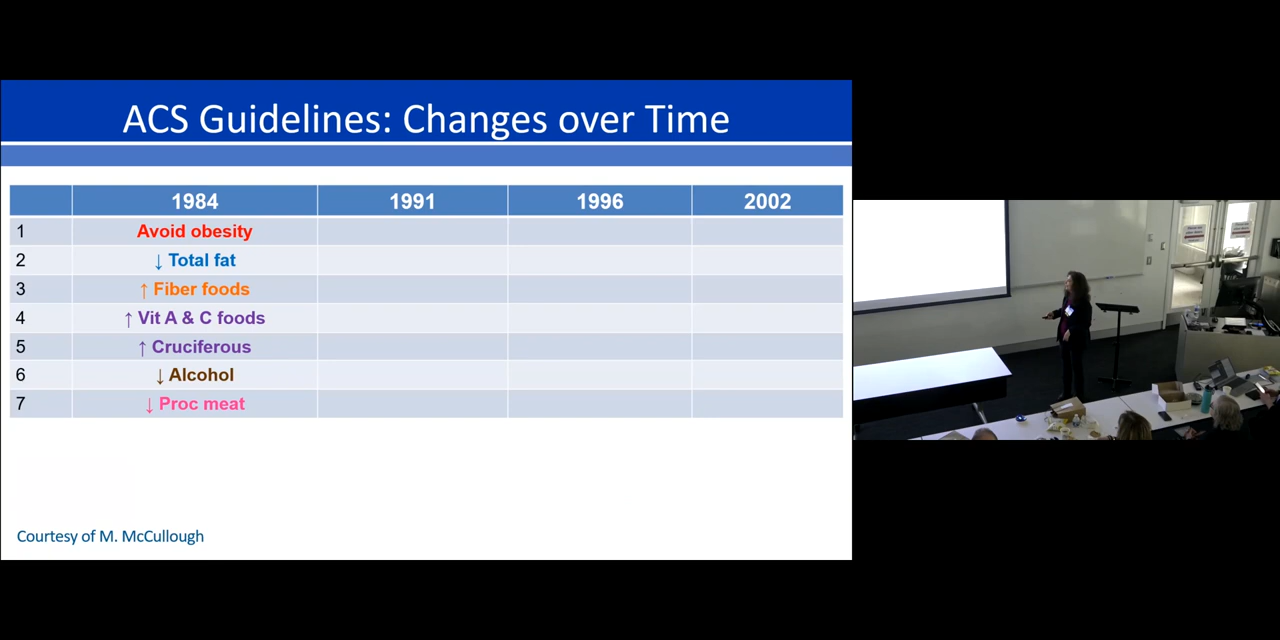 ACS Guidelines: Changes over Time
1984 1991 1996 2002
1 Avoid obesity
2 ↓ Total fat
3 ↑ Fiber foods
4 ↑ Vit A & C foods
5 ↑ Cruciferous
6 ↓ Alcohol
7 ↓ Proc meat
Courtesy of M. McCullough